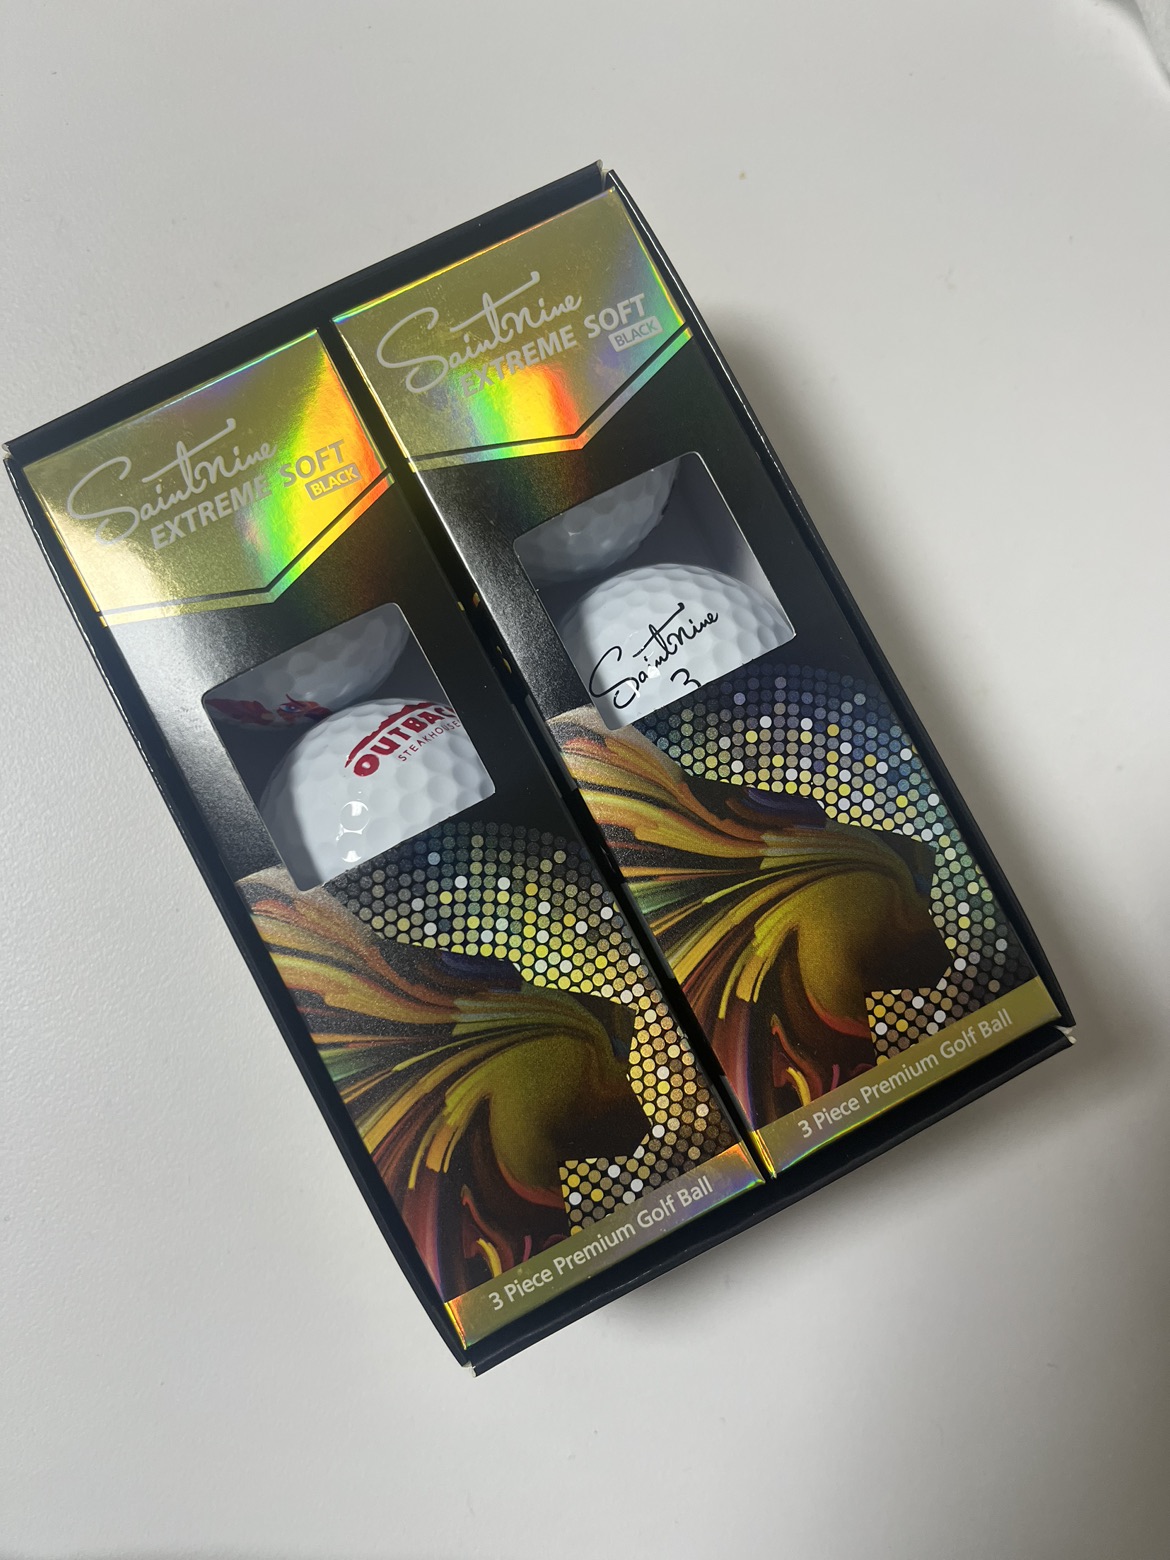 SaintNine
EXTREME SOFT
BLACK
OUTBAC
STEAKHOUSE
3 Piece Premium Golf Ball
SaintNine
EXTREME SOFT
BLACK
SaintNine
3
3 Piece Premium Golf Ball